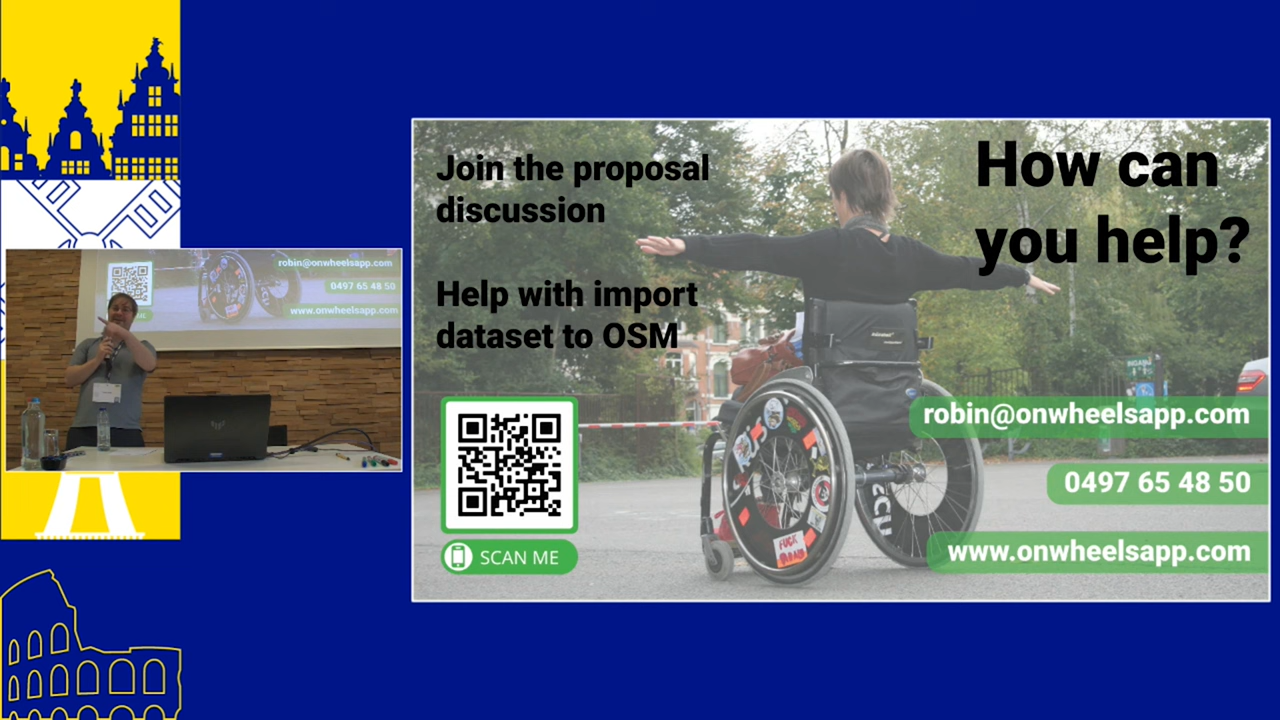 Join the proposal
discussion
Help with import
dataset to OSM
SCAN ME
How can
you help?
robin@onwheelsapp.com
0497 65 48 50
www.onwheelsapp.com
robin@onwheelsapp.com
0497 65 48 50
www.onwheelsapp.com